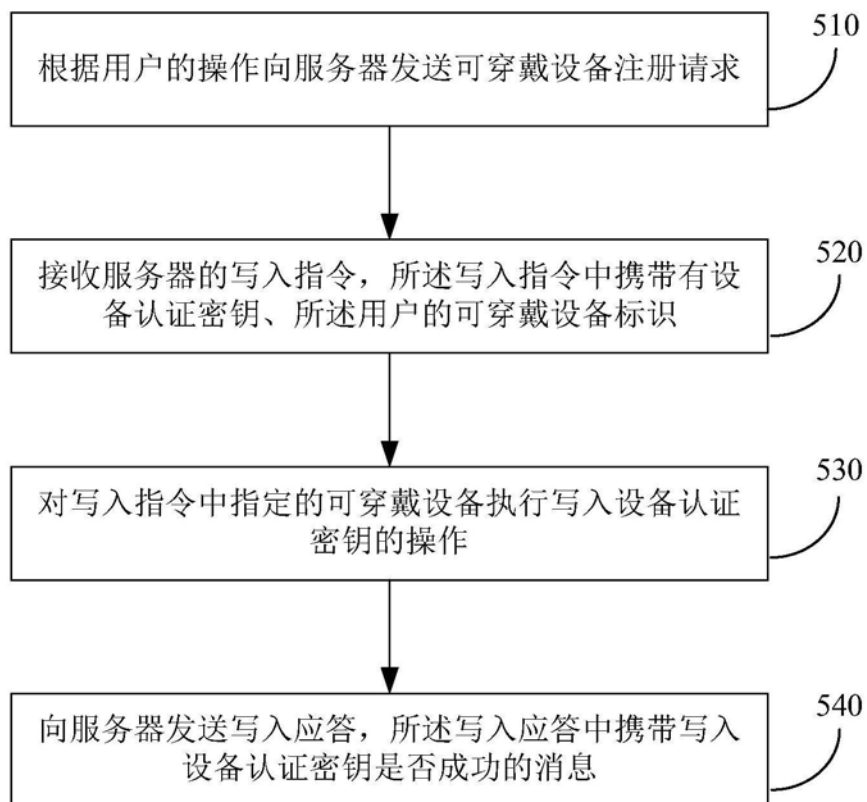 510
根据用户的操作向服务器发送可穿戴设备注册请求
520
接收服务器的写入指令，所述写入指令中携带有设
备认证密钥、所述用户的可穿戴设备标识
530
对写入指令中指定的可穿戴设备执行写入设备认证
密钥的操作
540
向服务器发送写入应答，所述写入应答中携带写入
设备认证密钥是否成功的消息